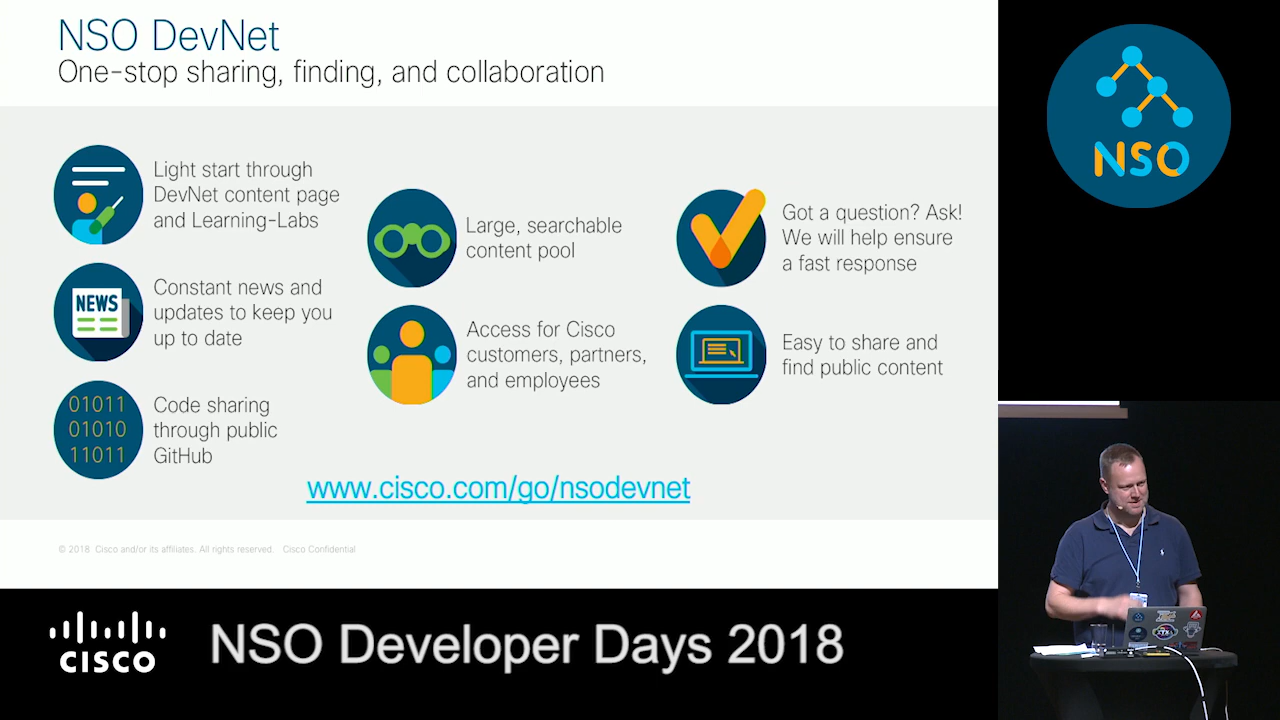 NSO DevNet
One-stop sharing, finding, and collaboration
Light start through
DevNet content page
and Learning-Labs
NEWS
Constant news and
updates to keep you
up to date
01011
01010
11011
Code sharing
through public
GitHub
Large, searchable
content pool
Access for Cisco
customers, partners,
and employees
Got a question? Ask!
We will help ensure
a fast response
Easy to share and
find public content
www.cisco.com/go/nsodevnet
© 2018 Cisco and/or its affiliates. All rights reserved. Cisco Confidential
NSO
CISCO
NSO Developer Days 2018